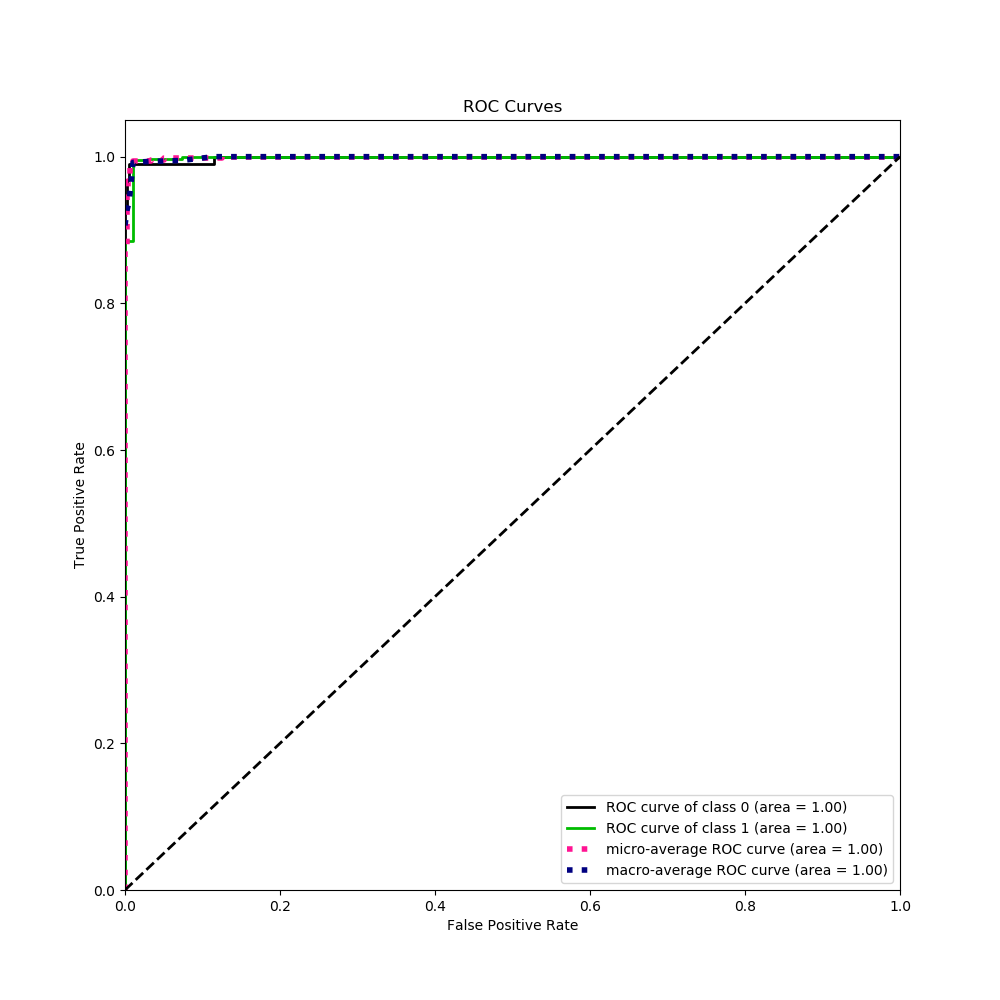 ROC Curves
1.0
0.8
0.6
0.4
0.2
0.0
True Positive Rate
0.0 0.2 0.4 0.6 0.8 1.0
False Positive Rate
ROC curve of class 0 (area = 1.00)
ROC curve of class 1 (area = 1.00)
micro-average ROC curve (area = 1.00)
macro-average ROC curve (area = 1.00)